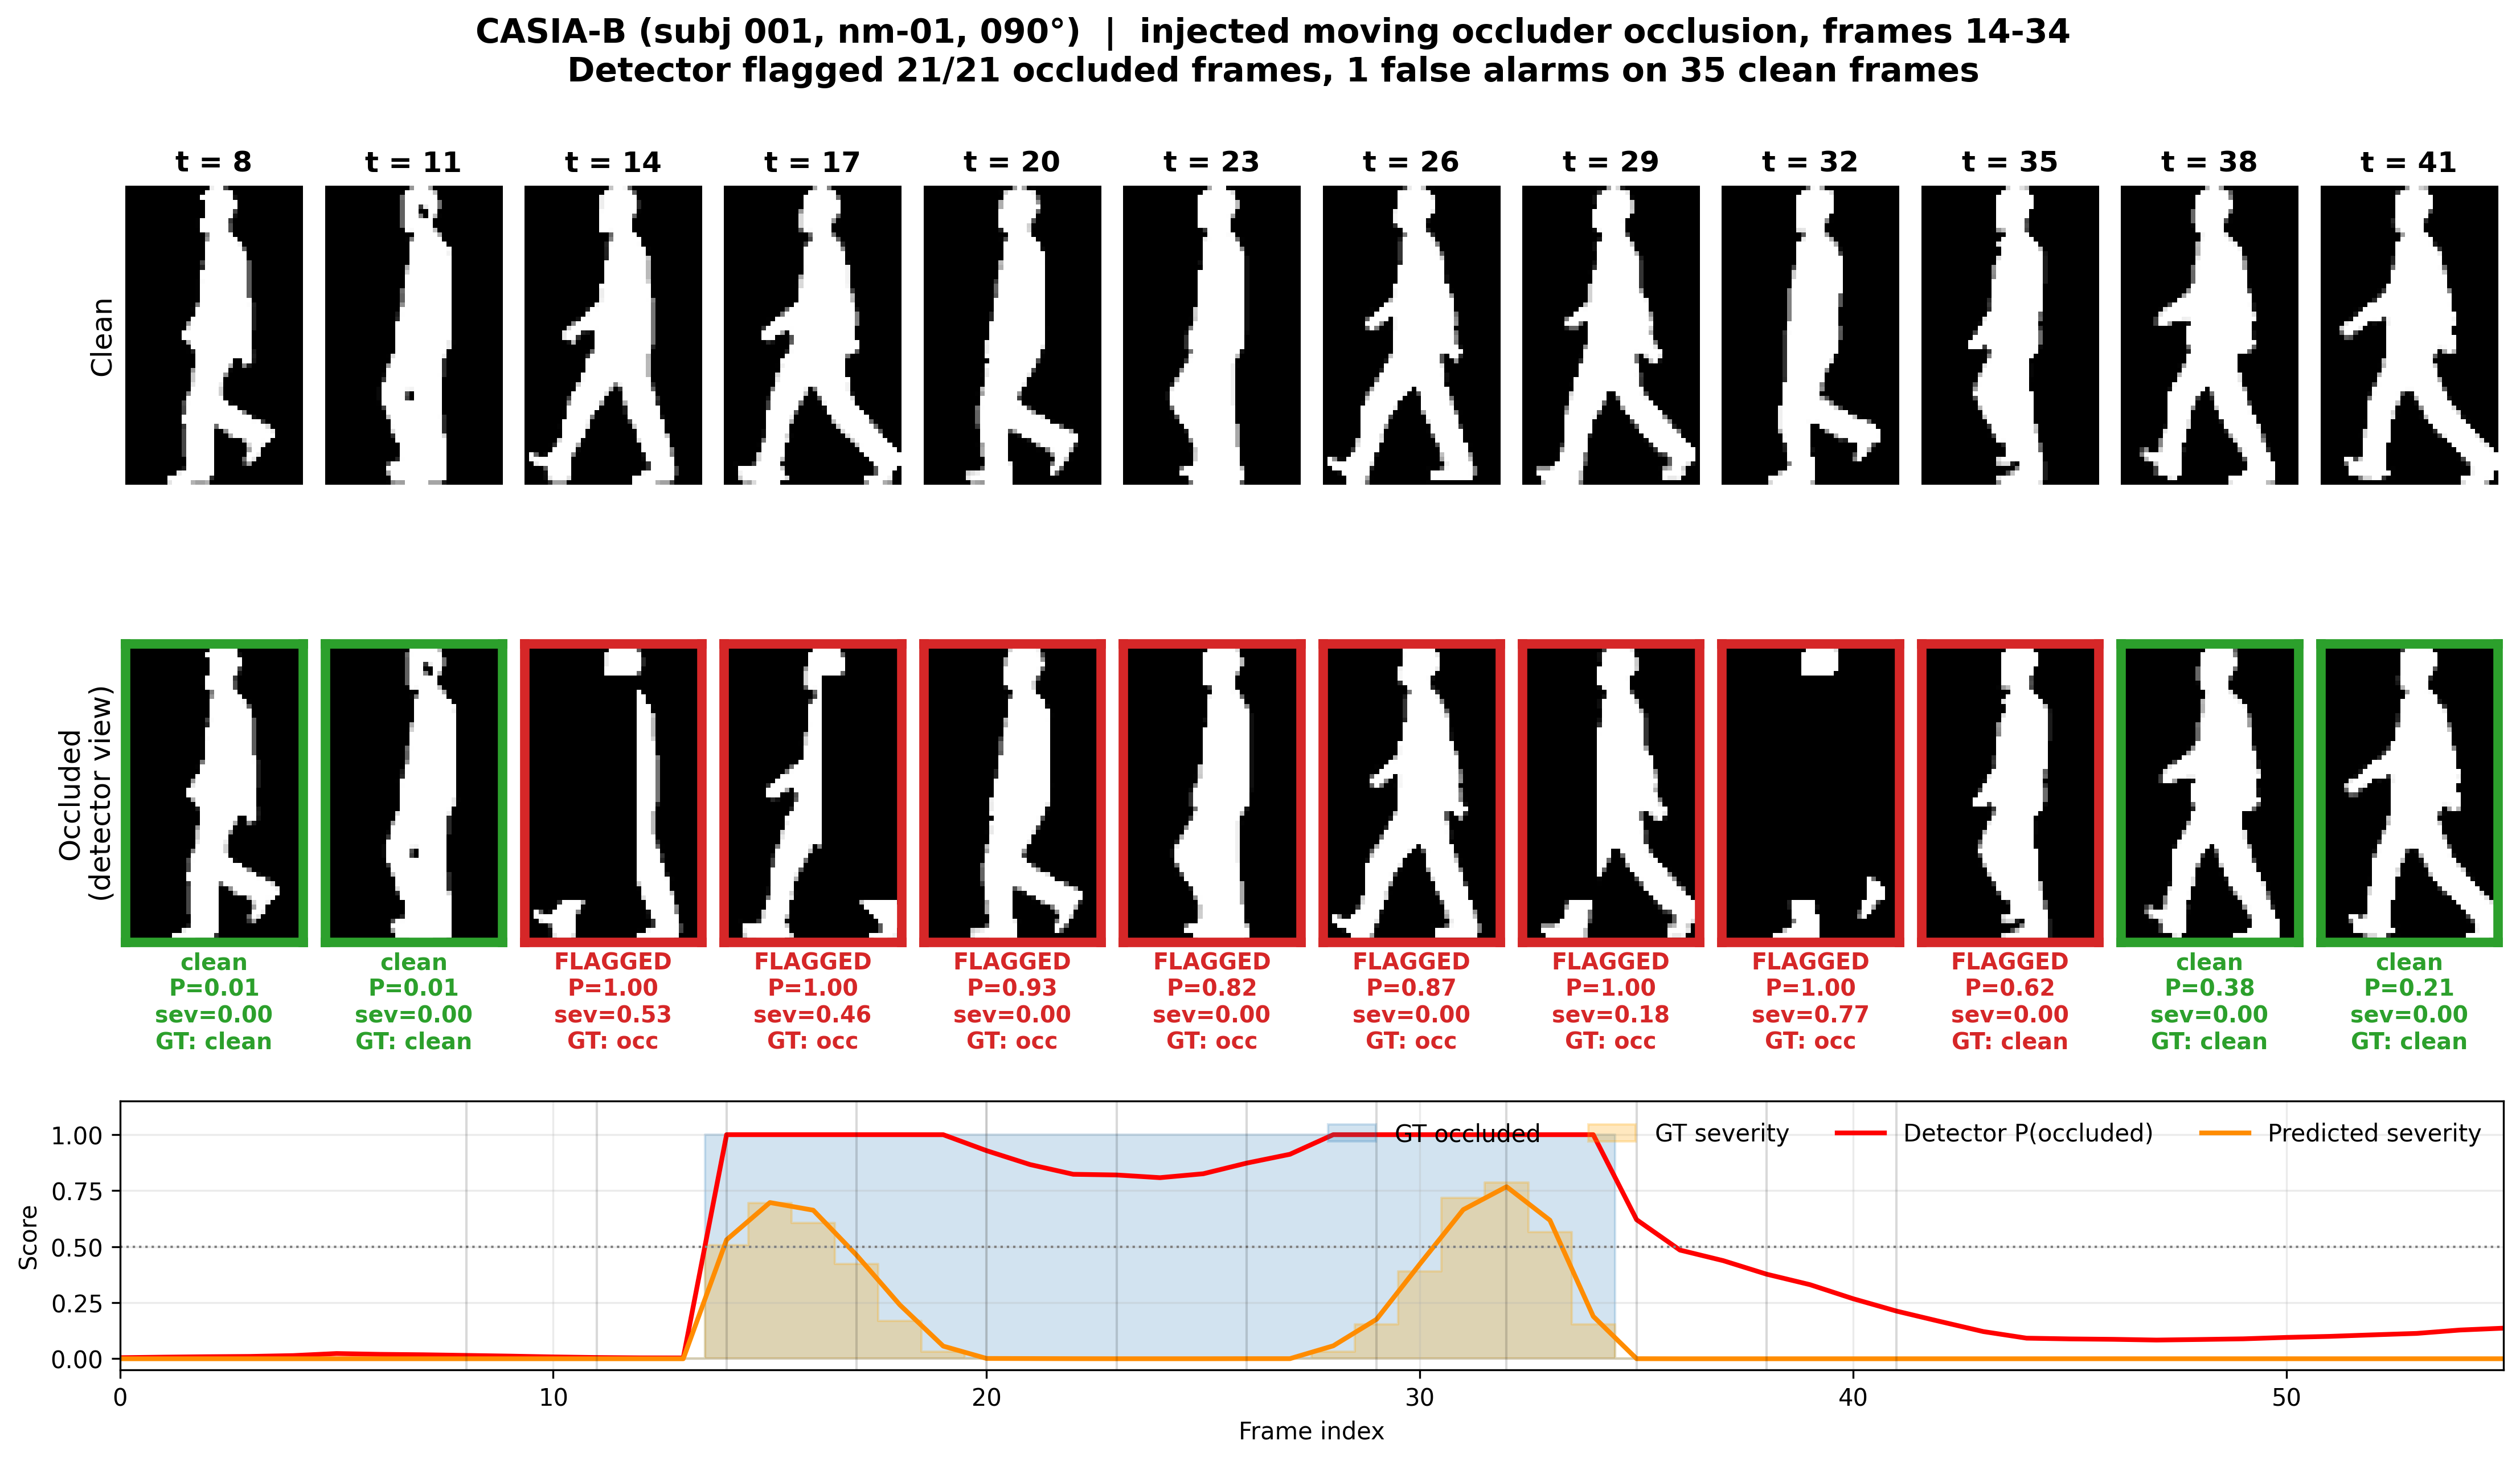 CASIA-B (subj 001, nm-01, 090°)  |  injected moving occluder occlusion, frames 14-34
Detector flagged 21/21 occluded frames, 1 false alarms on 35 clean frames
t = 8 t = 11 t = 14 t = 17 t = 20 t = 23 t = 26 t = 29 t = 32 t = 35 t = 38 t = 41
Clean
Occluded
(detector view)
clean clean FLAGGED FLAGGED FLAGGED FLAGGED FLAGGED FLAGGED FLAGGED FLAGGED clean clean
P=0.01 P=0.01 P=1.00 P=1.00 P=0.93 P=0.82 P=0.87 P=1.00 P=1.00 P=0.62 P=0.38 P=0.21
sev=0.00 sev=0.00 sev=0.53 sev=0.46 sev=0.00 sev=0.00 sev=0.00 sev=0.18 sev=0.77 sev=0.00 sev=0.00 sev=0.00
GT: clean GT: clean GT: occ GT: occ GT: occ GT: occ GT: occ GT: occ GT: occ GT: clean GT: clean GT: clean
GT occluded GT severity Detector P(occluded) Predicted severity
1.00
0.75
0.50
0.25
0.00
Score
0 10 20 30 40 50
Frame index